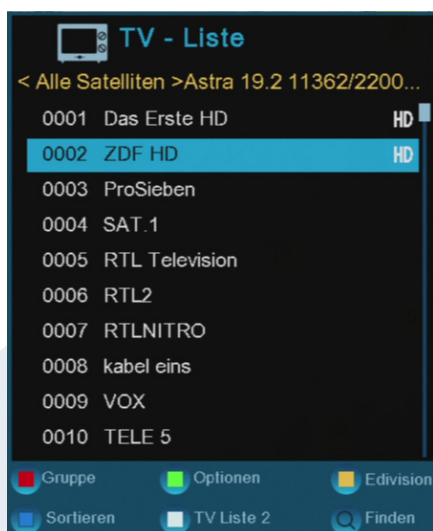 TV - Liste
< Alle Satelliten >Astra 19.2 11362/2200...
0001 Das Erste HD HD
0002 ZDF HD HD
0003 ProSieben
0004 SAT.1
0005 RTL Television
0006 RTL2
0007 RTLNITRO
0008 kabel eins
0009 VOX
0010 TELE 5
Gruppe Optionen Edivision
Sortieren TV Liste 2 Finden